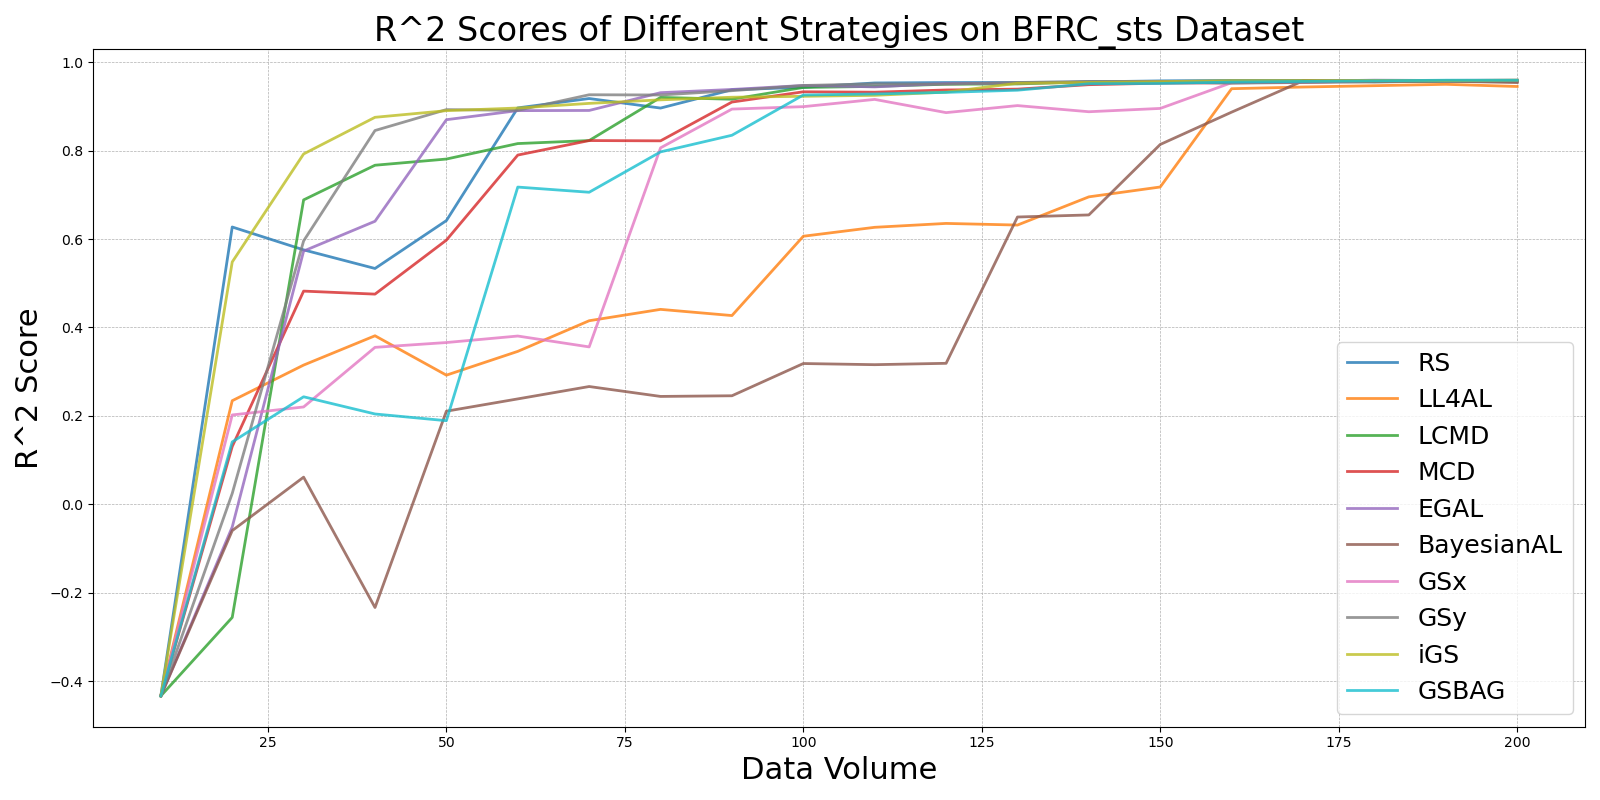 R^2 Scores of Different Strategies on BFRC_sts Dataset
R^2 Score
1.0
0.8
0.6
0.4
0.2
0.0
−0.2
−0.4
25 50 75 100 125 150 175 200
Data Volume
RS
LL4AL
LCMD
MCD
EGAL
BayesianAL
GSx
GSy
iGS
GSBAG